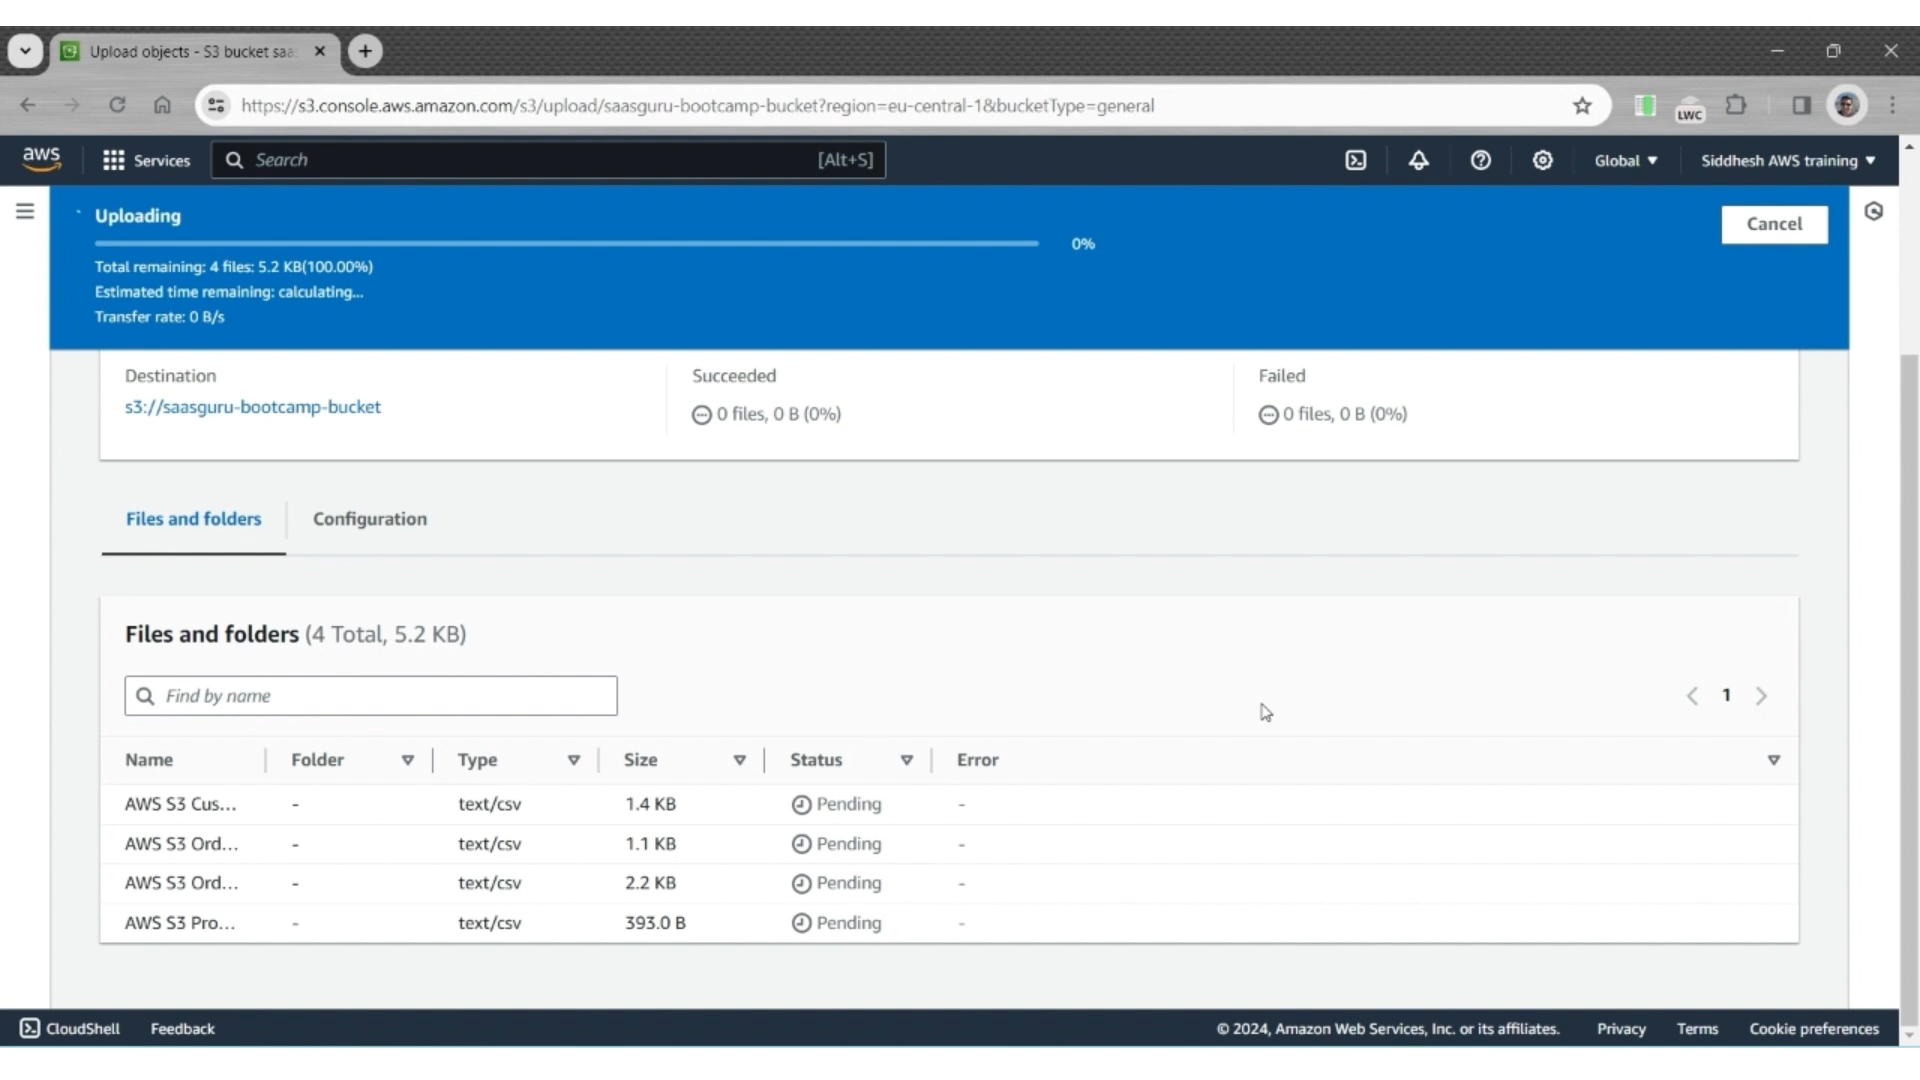 Upload objects - S3 bucket saa
https://s3.console.aws.amazon.com/s3/upload/saasguru-bootcamp-bucket?region=eu-central-1&bucketType=general
LWC
aws Services Search [Alt+S] Global Siddhesh AWS training
Uploading
Cancel
0%
Total remaining: 4 files: 5.2 KB(100.00%)
Estimated time remaining: calculating...
Transfer rate: 0 B/s
Destination Succeeded Failed
s3://saasguru-bootcamp-bucket 0 files, 0 B (0%) 0 files, 0 B (0%)
Files and folders Configuration
Files and folders (4 Total, 5.2 KB)
Find by name 1
Name Folder Type Size Status Error
AWS S3 Cus... - text/csv 1.4 KB Pending -
AWS S3 Ord... - text/csv 1.1 KB Pending -
AWS S3 Ord... - text/csv 2.2 KB Pending -
AWS S3 Pro... - text/csv 393.0 B Pending -
CloudShell Feedback © 2024, Amazon Web Services, Inc. or its affiliates. Privacy Terms Cookie preferences